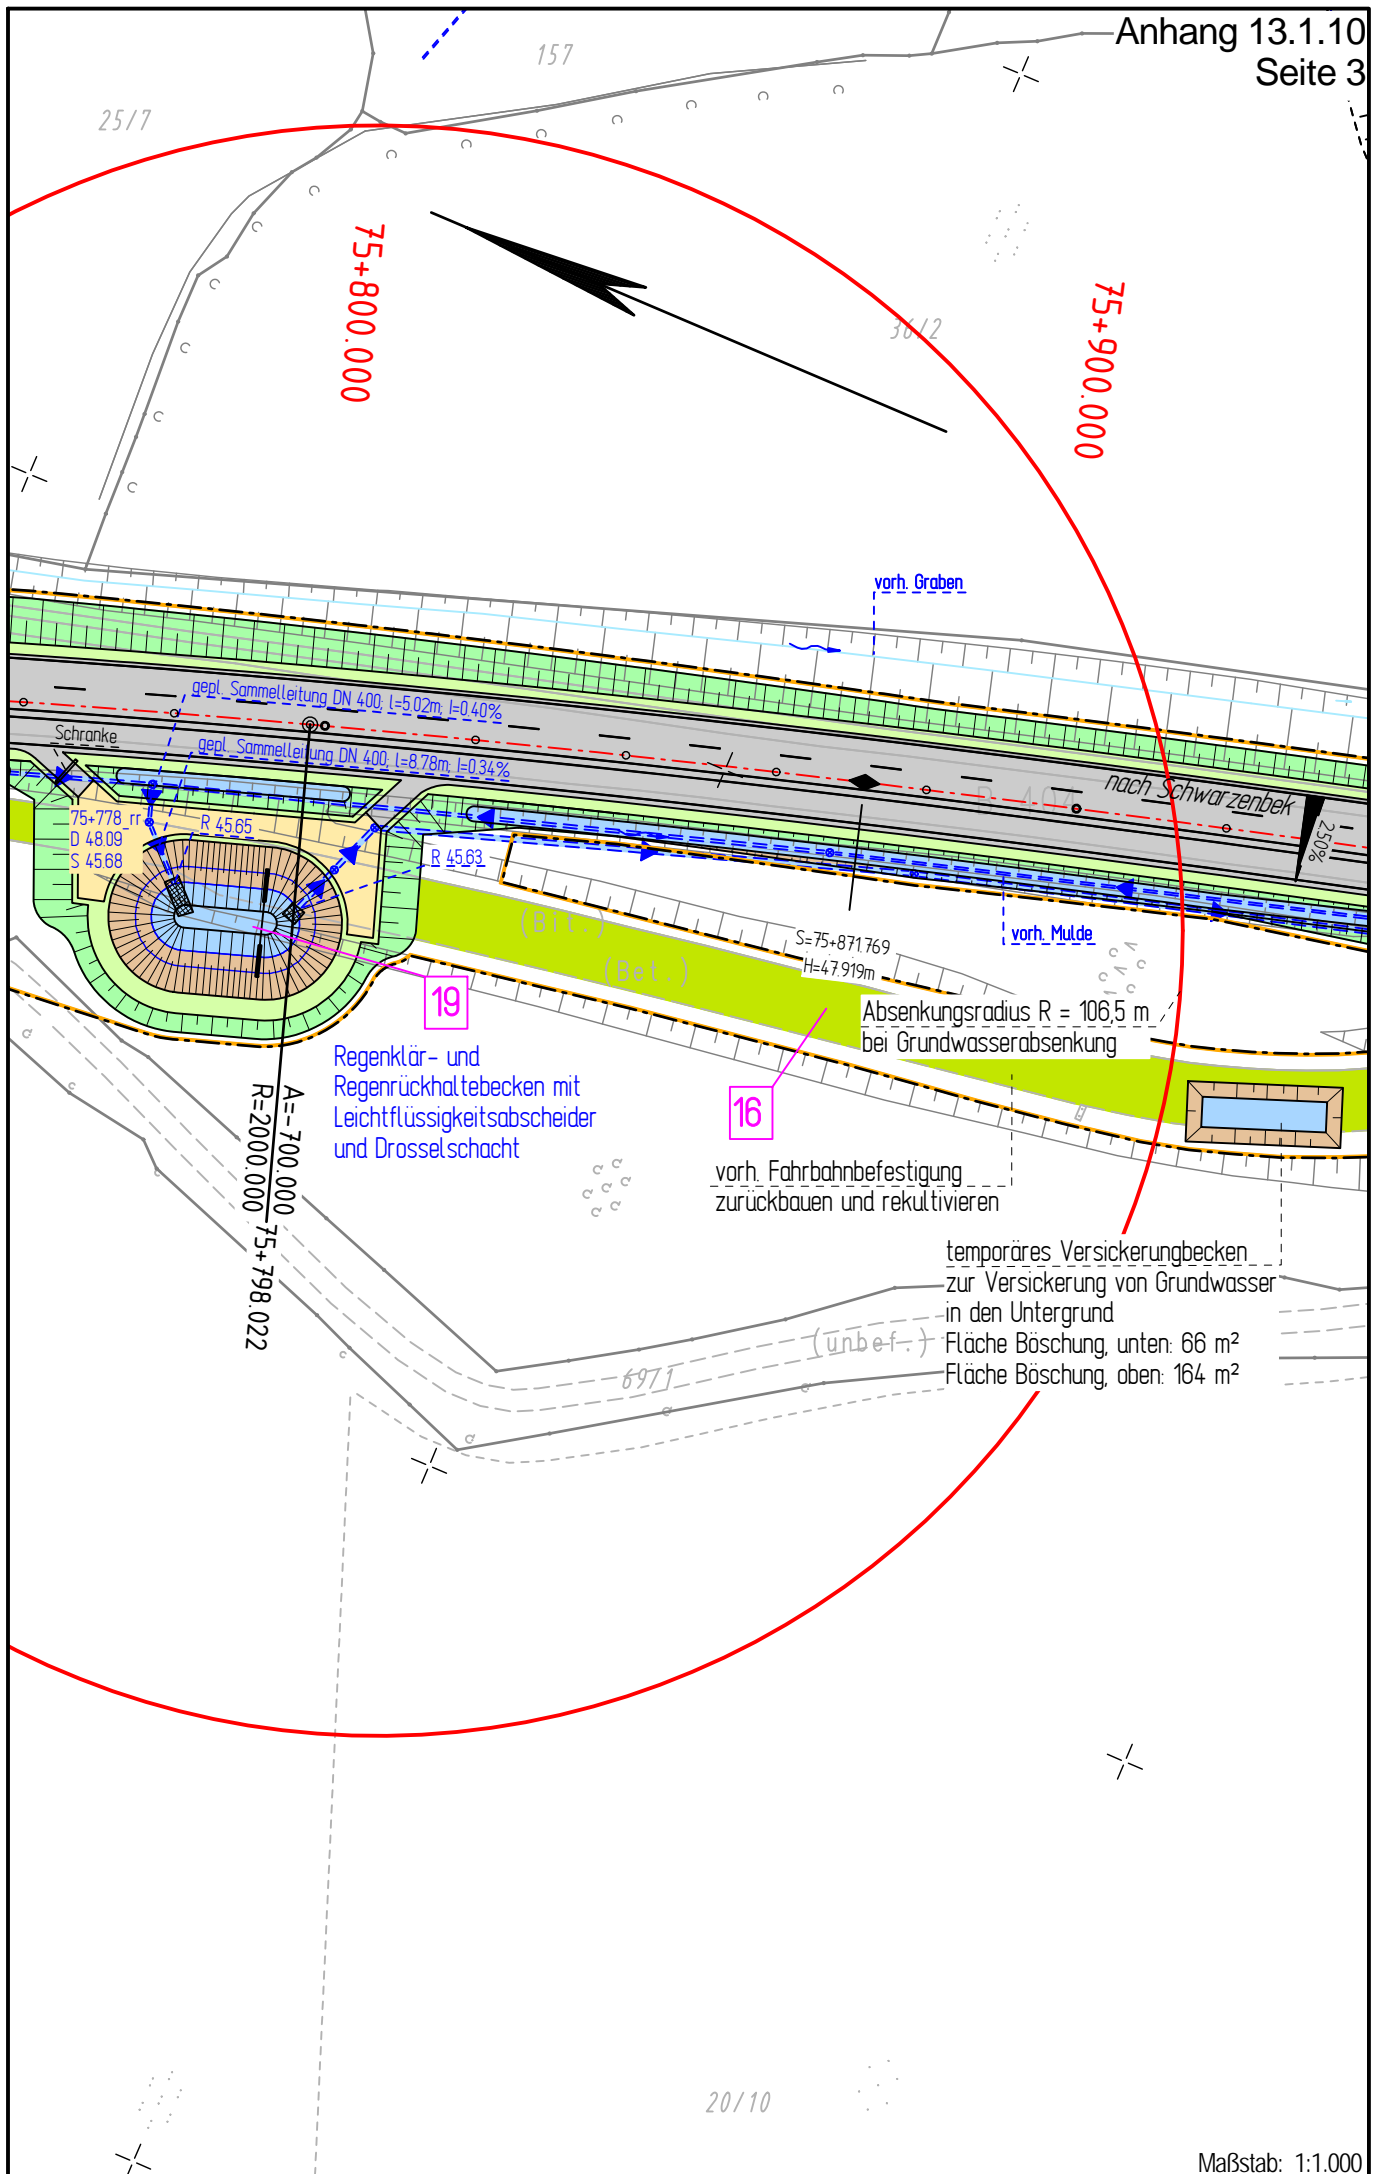 Anhang 13.1.10
Seite 3
157
25/7
75+800.000
36/2
75+900.000
vorh. Graben
gepl. Sammelleitung DN 400; l=5.02m; I=0.40%
Schranke
gepl. Sammelleitung DN 400; l=8.78m; I=0.34%
nach Schwarzenbek
B 404
2.50%
75+778_rr
D 48.09
S 45.68
R 45.65
R 45.63
(Bit.)
(Bet.)
S=75+871.769
H=47.919m
vorh. Mulde
19
Absenkungsradius R = 106,5 m
bei Grundwasserabsenkung
Regenklär- und
Regenrückhaltebecken mit
Leichtflüssigkeitsabscheider
und Drosselschacht
16
A=-700.000
R=2000.000
75+798.022
vorh. Fahrbahnbefestigung
zurückbauen und rekultivieren
temporäres Versickerungbecken
zur Versickerung von Grundwasser
in den Untergrund
Fläche Böschung, unten: 66 m²
Fläche Böschung, oben: 164 m²
(unbef.)
69/1
20/10
Maßstab: 1:1.000